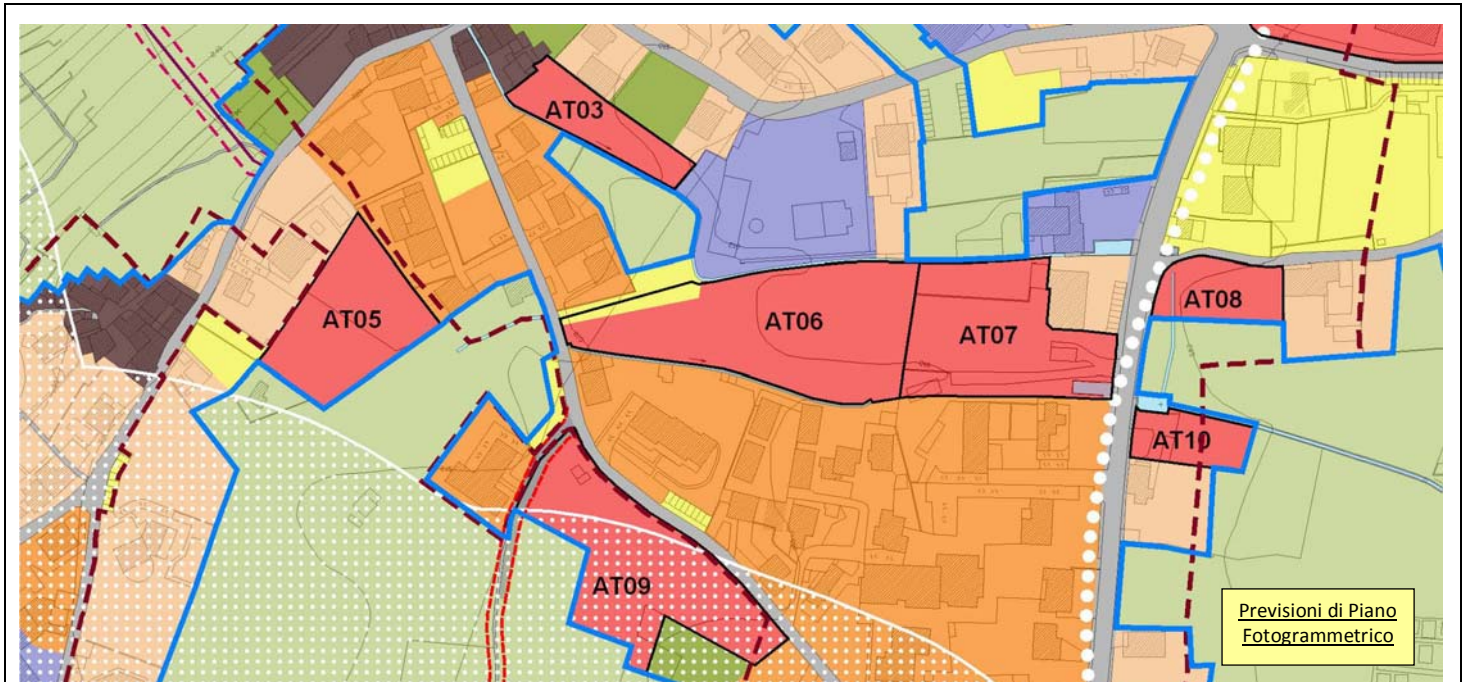 AT03
AT05
AT06
AT07
AT08
AT10
AT09
Previsioni di Piano
Fotogrammetrico